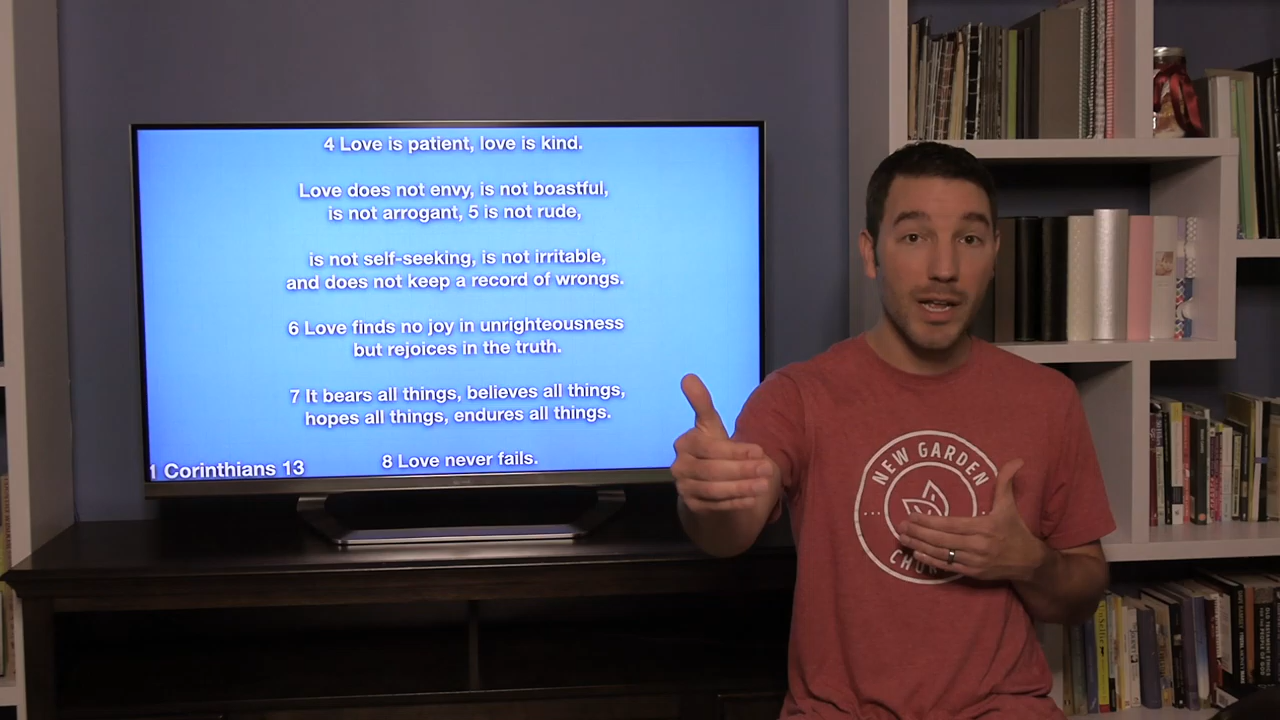 4 Love is patient, love is kind.
Love does not envy, is not boastful,
is not arrogant, 5 is not rude,
is not self-seeking, is not irritable,
and does not keep a record of wrongs.
6 Love finds no joy in unrighteousness
but rejoices in the truth.
7 It bears all things, believes all things,
hopes all things, endures all things.
8 Love never fails.
1 Corinthians 13
NEW GARDEN